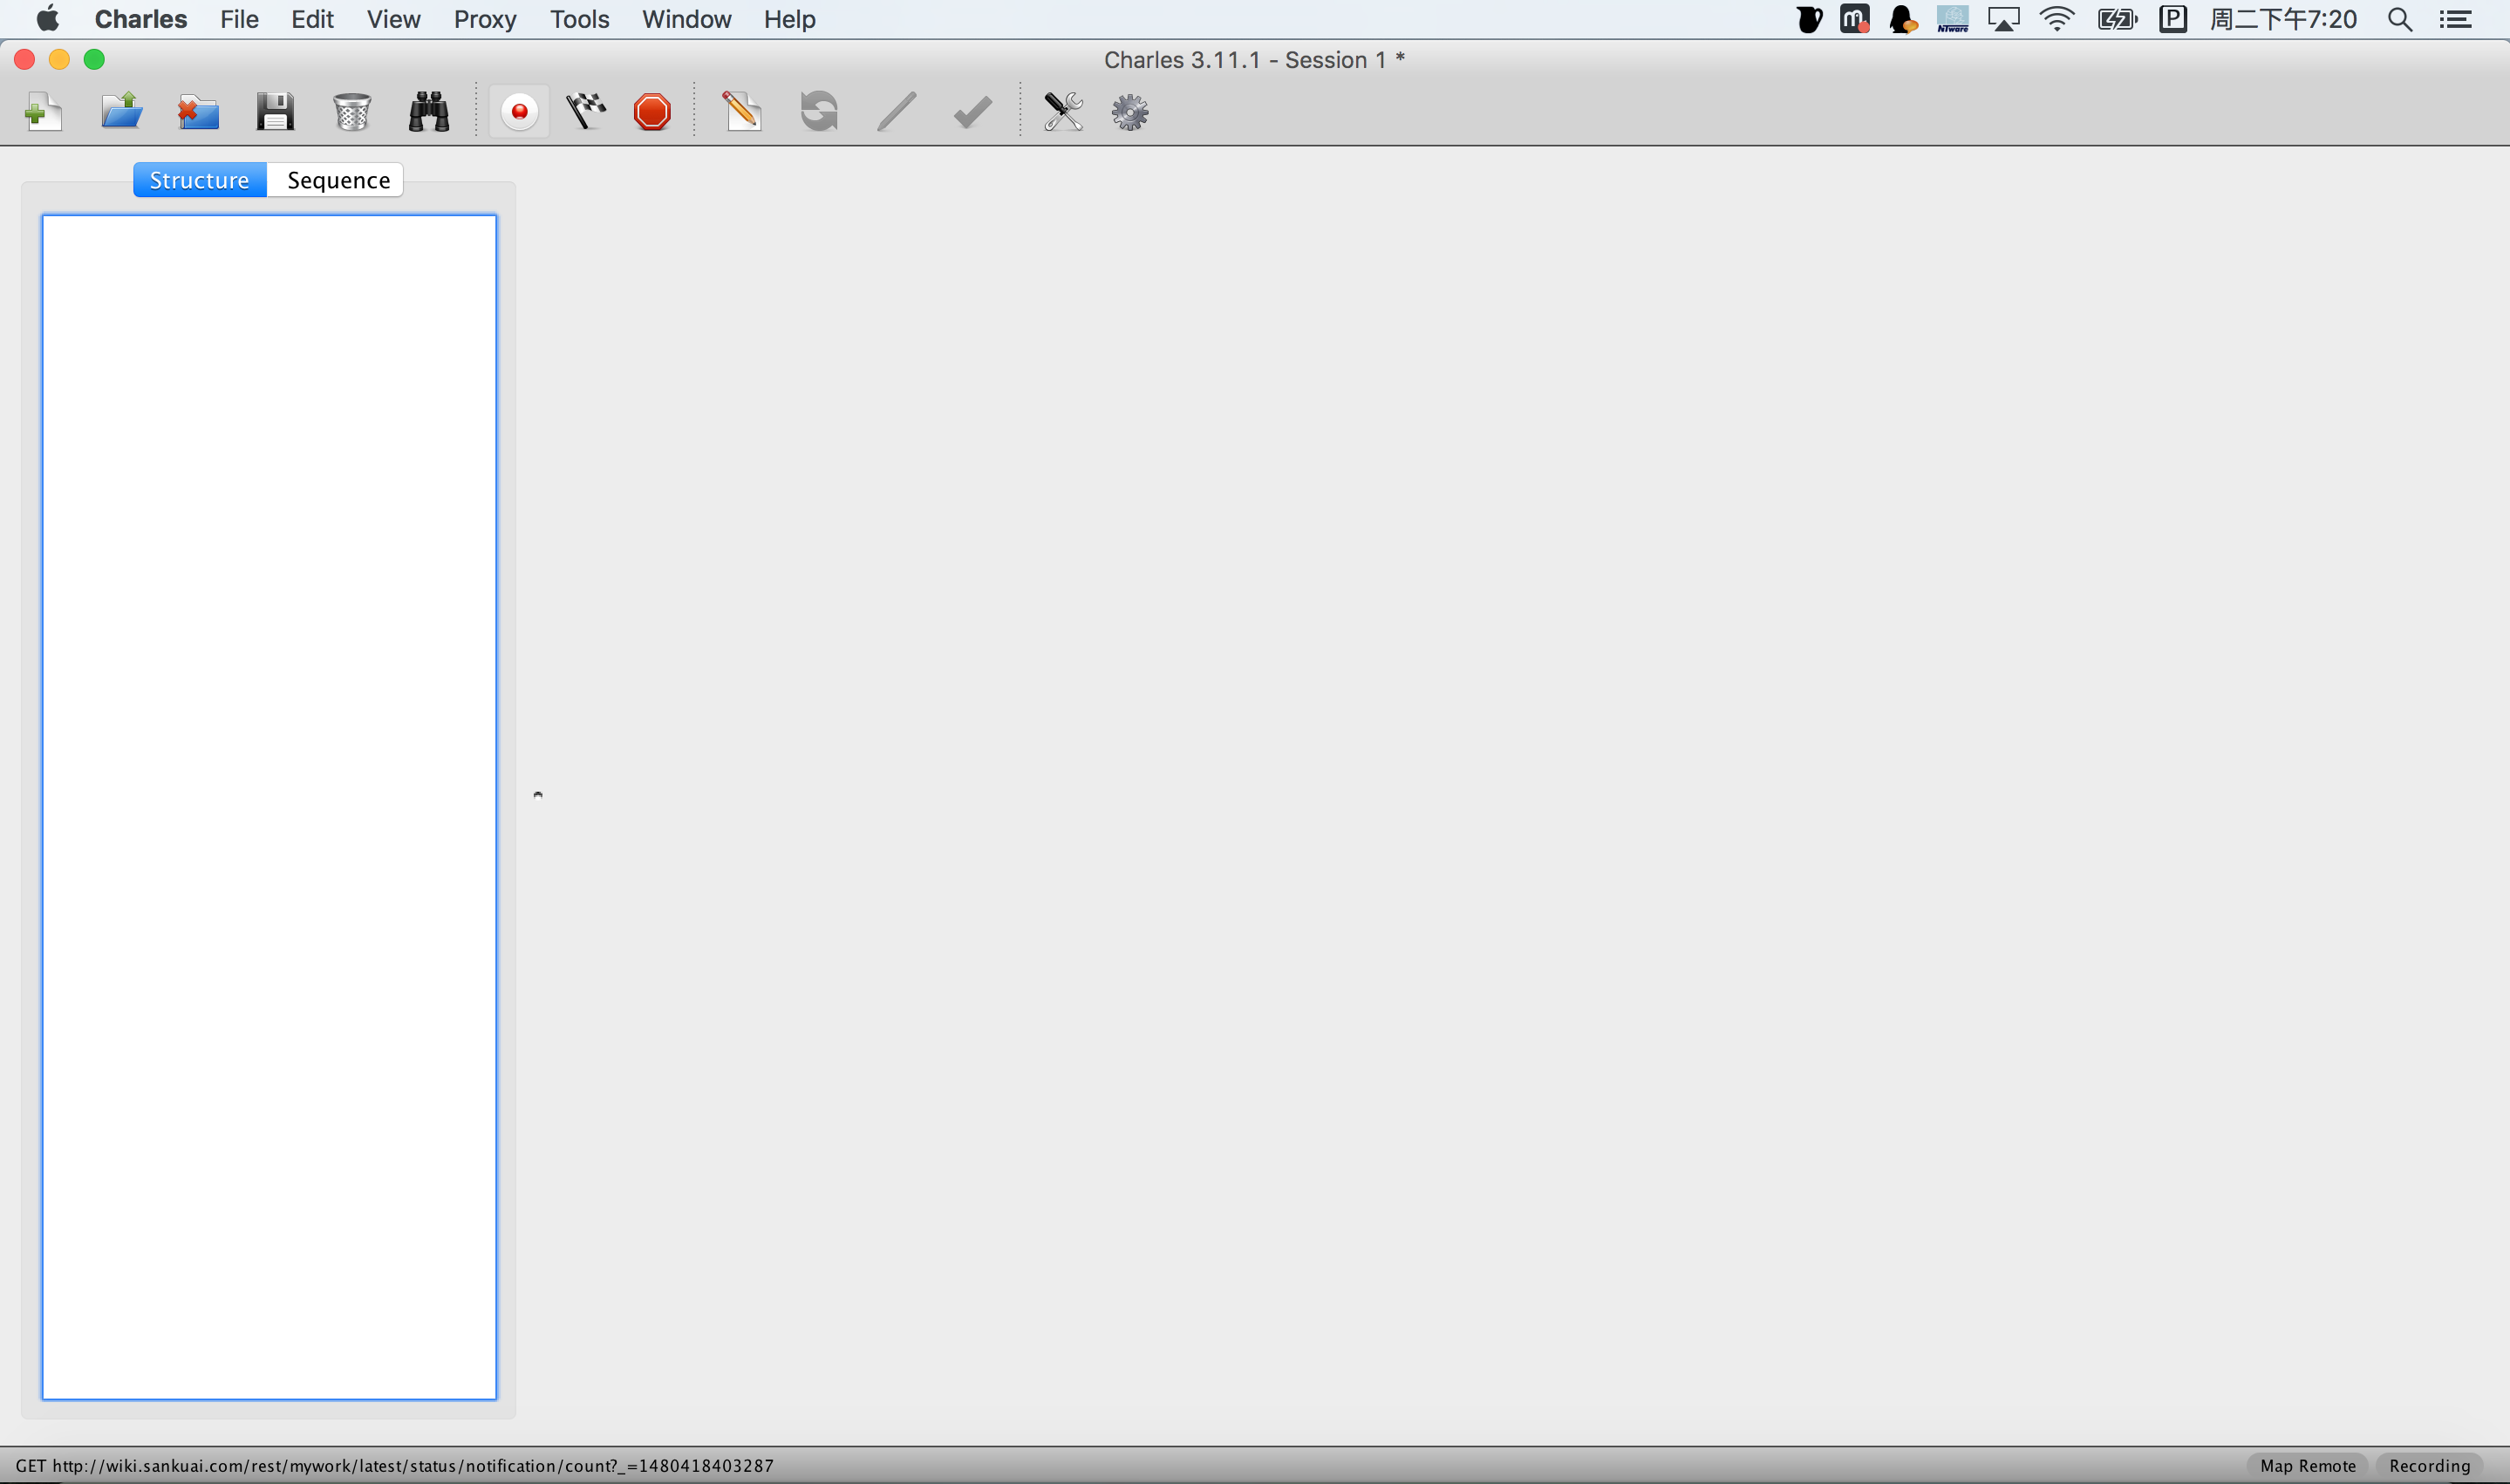 Charles File Edit View Proxy Tools Window Help
NTware P 周二下午7:20
Charles 3.11.1 - Session 1 *
Structure Sequence
GET http://wiki.sankuai.com/rest/mywork/latest/status/notification/count?_=1480418403287
Map Remote Recording